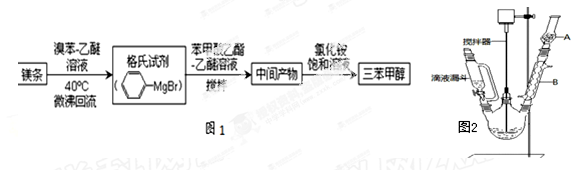 镁条
溴苯-乙醚
溶液
40℃
微沸回流
格氏试剂
( -MgBr)
苯甲酸乙酯
-乙醚溶液
搅拌
中间产物
氯化铵
饱和溶液
三苯甲醇
图1
搅拌器
滴液漏斗
A
B
图2